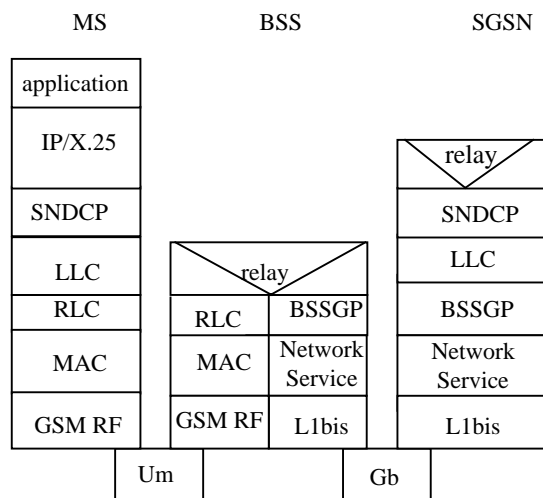 MS BSS SGSN
application
IP/X.25
SNDCP
LLC
RLC
MAC
GSM RF
relay
RLC BSSGP
MAC Network
Service
GSM RF L1bis
relay
SNDCP
LLC
BSSGP
Network
Service
L1bis
Um Gb